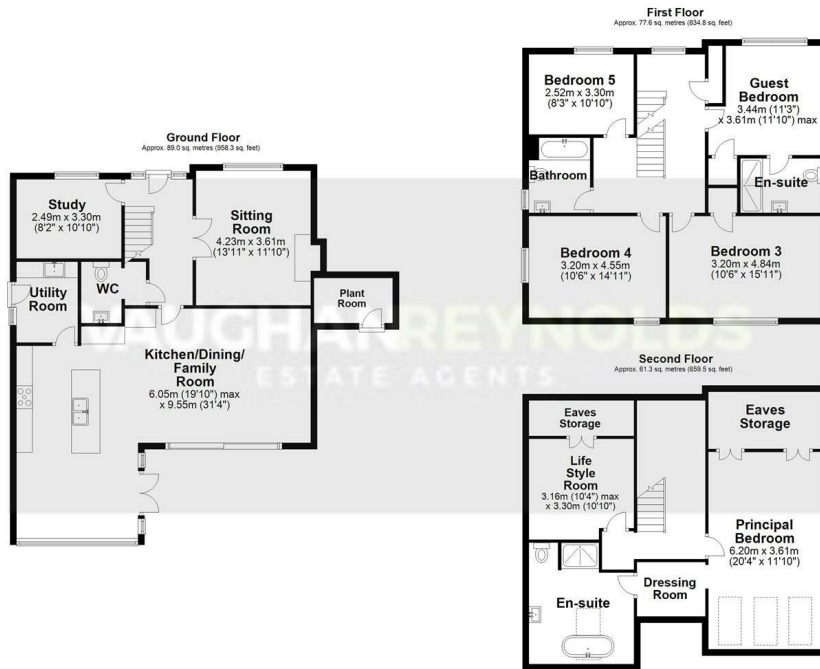 Ground Floor
Approx. 89.0 sq. metres (958.3 sq. feet)
Study
2.49m x 3.30m
(8'2" x 10'10")
Sitting
Room
4.23m x 3.61m
(13'11" x 11'10")
Utility
Room
WC
Plant
Room
Kitchen/Dining/
Family
Room
6.05m (19'10") max
x 9.55m (31'4")
First Floor
Approx. 77.6 sq. metres (834.8 sq. feet)
Bedroom 5
2.52m x 3.30m
(8'3" x 10'10")
Guest
Bedroom
3.44m (11'3")
x 3.61m (11'10") max
Bathroom
En-suite
Bedroom 4
3.20m x 4.55m
(10'6" x 14'11")
Bedroom 3
3.20m x 4.84m
(10'6" x 15'11")
Second Floor
Approx. 61.3 sq. metres (659.5 sq. feet)
Eaves
Storage
Eaves
Storage
Life
Style
Room
3.16m (10'4") max
x 3.30m (10'10")
Principal
Bedroom
6.20m x 3.61m
(20'4" x 11'10")
Dressing
Room
En-suite
VAUGHANREYNOLDS
ESTATE AGENTS